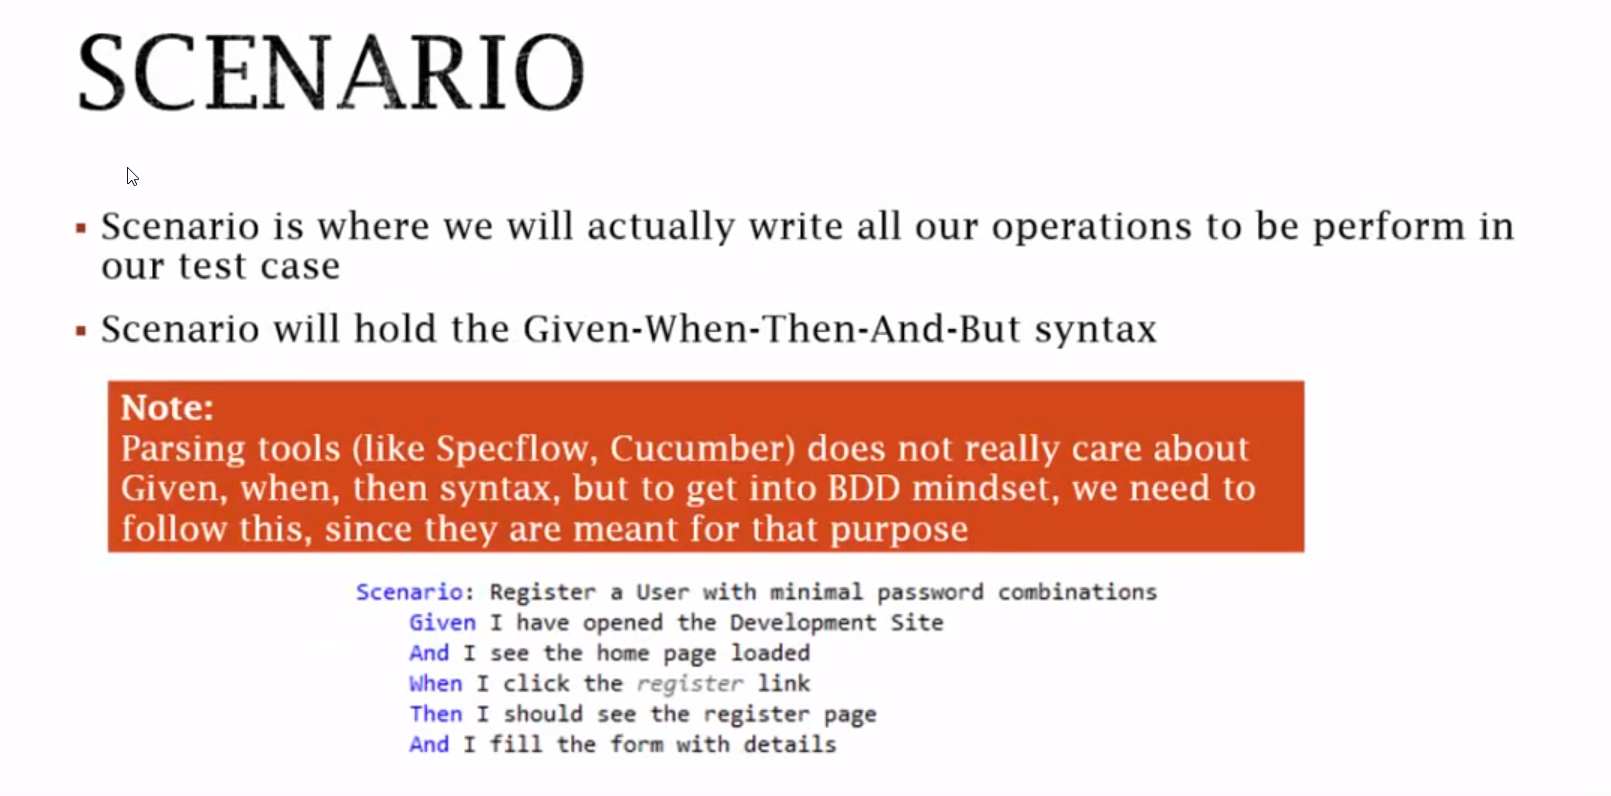 SCENARIO
Scenario is where we will actually write all our operations to be perform in
our test case
Scenario will hold the Given-When-Then-And-But syntax
Note:
Parsing tools (like Specflow, Cucumber) does not really care about
Given, when, then syntax, but to get into BDD mindset, we need to
follow this, since they are meant for that purpose
Scenario: Register a User with minimal password combinations
Given I have opened the Development Site
And I see the home page loaded
When I click the register link
Then I should see the register page
And I fill the form with details